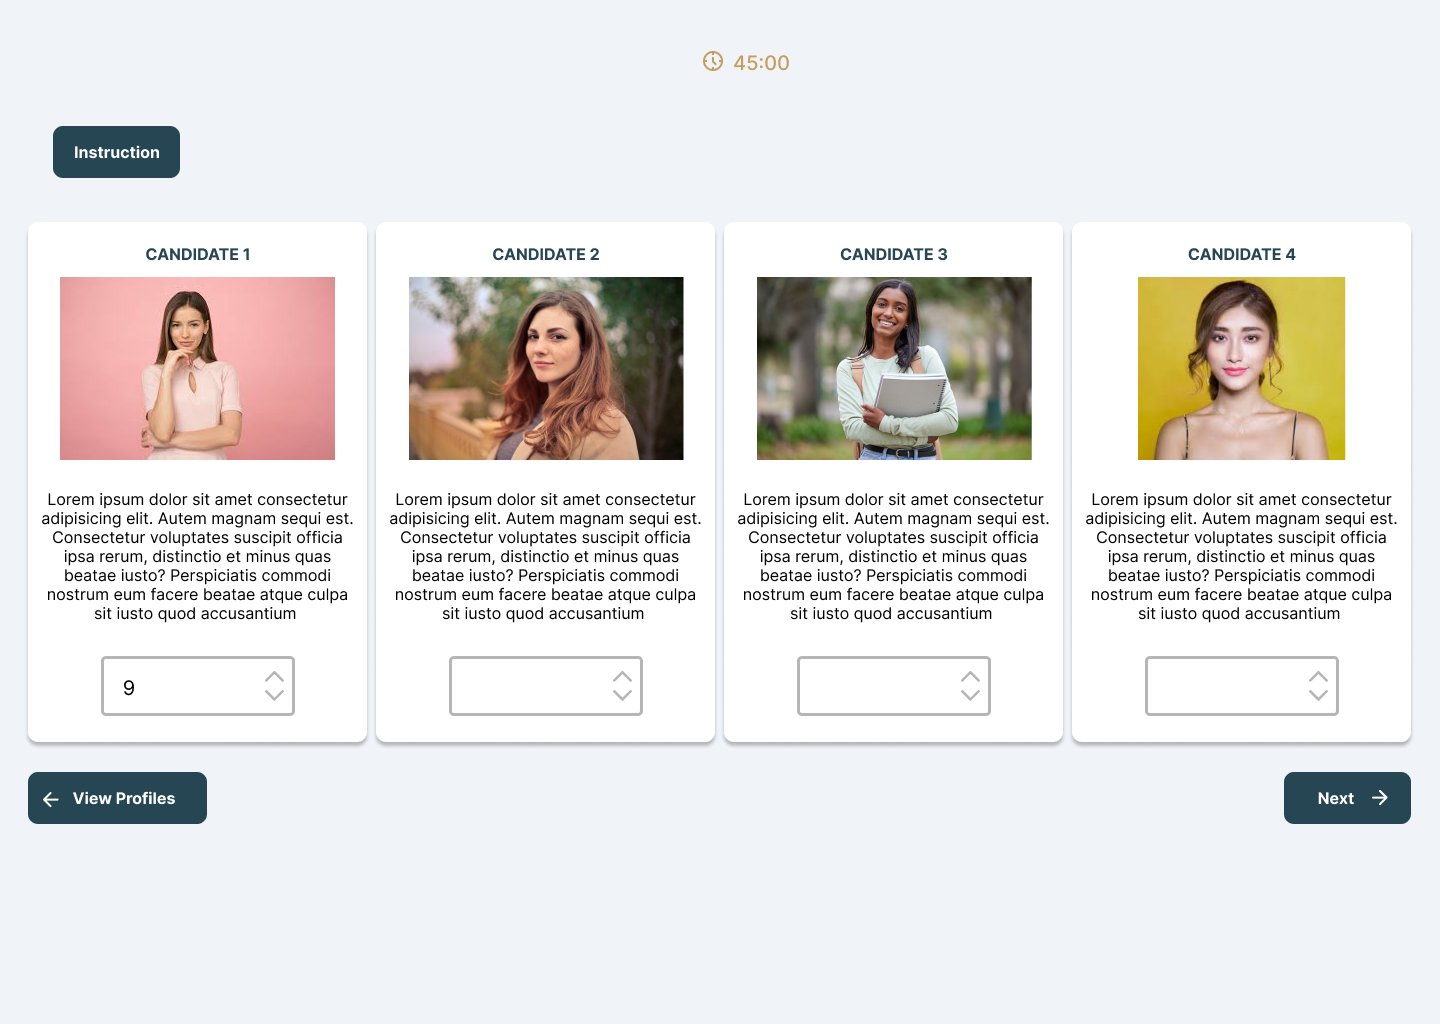 45:00
Instruction
CANDIDATE 1
Lorem ipsum dolor sit amet consectetur
adipisicing elit. Autem magnam sequi est.
Consectetur voluptates suscipit officia
ipsa rerum, distinctio et minus quas
beatae iusto? Perspiciatis commodi
nostrum eum facere beatae atque culpa
sit iusto quod accusantium
9
CANDIDATE 2
Lorem ipsum dolor sit amet consectetur
adipisicing elit. Autem magnam sequi est.
Consectetur voluptates suscipit officia
ipsa rerum, distinctio et minus quas
beatae iusto? Perspiciatis commodi
nostrum eum facere beatae atque culpa
sit iusto quod accusantium
CANDIDATE 3
Lorem ipsum dolor sit amet consectetur
adipisicing elit. Autem magnam sequi est.
Consectetur voluptates suscipit officia
ipsa rerum, distinctio et minus quas
beatae iusto? Perspiciatis commodi
nostrum eum facere beatae atque culpa
sit iusto quod accusantium
CANDIDATE 4
Lorem ipsum dolor sit amet consectetur
adipisicing elit. Autem magnam sequi est.
Consectetur voluptates suscipit officia
ipsa rerum, distinctio et minus quas
beatae iusto? Perspiciatis commodi
nostrum eum facere beatae atque culpa
sit iusto quod accusantium
View Profiles
Next